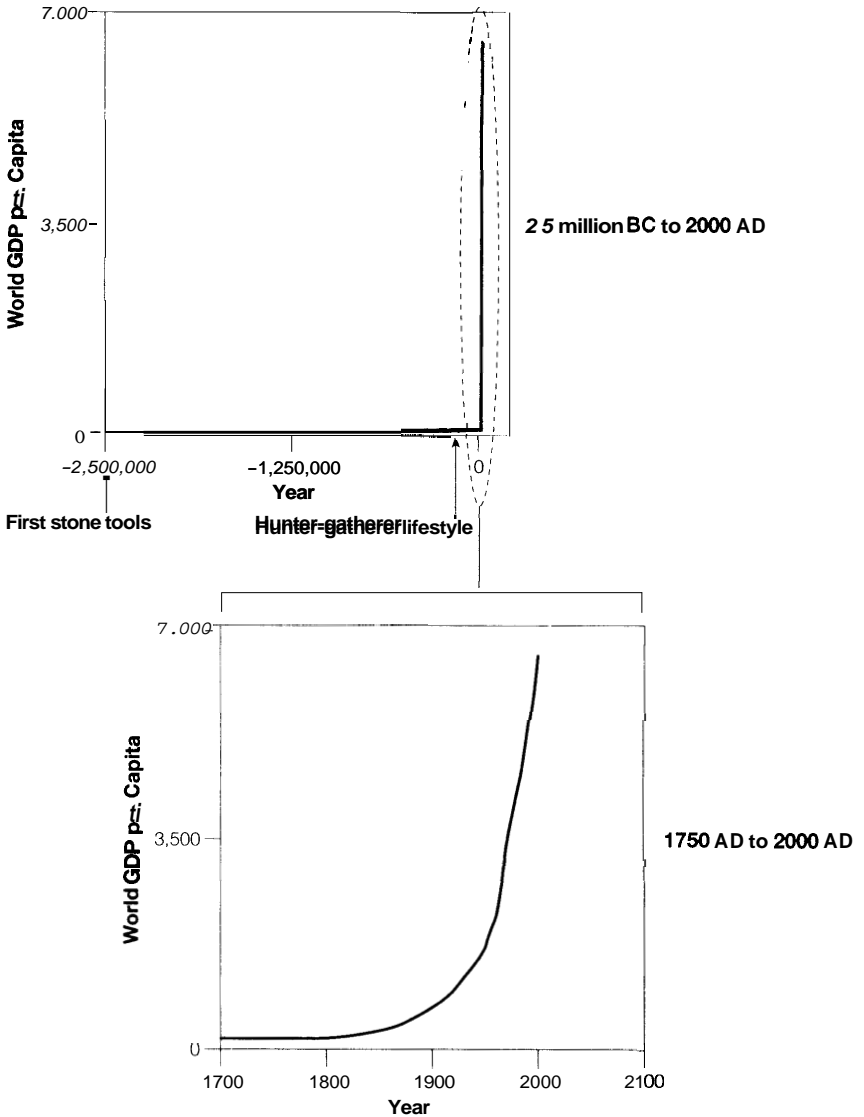 7.000
World GDP pti. Capita
3,500
2 5 million BC to 2000 AD
0
-2,500,000
-1,250,000
0
Year
First stone tools
Hunter-gatherer lifestyle
7.000
World GDP pti. Capita
3,500
1750 AD to 2000 AD
0
1700
1800
1900
2000
2100
Year